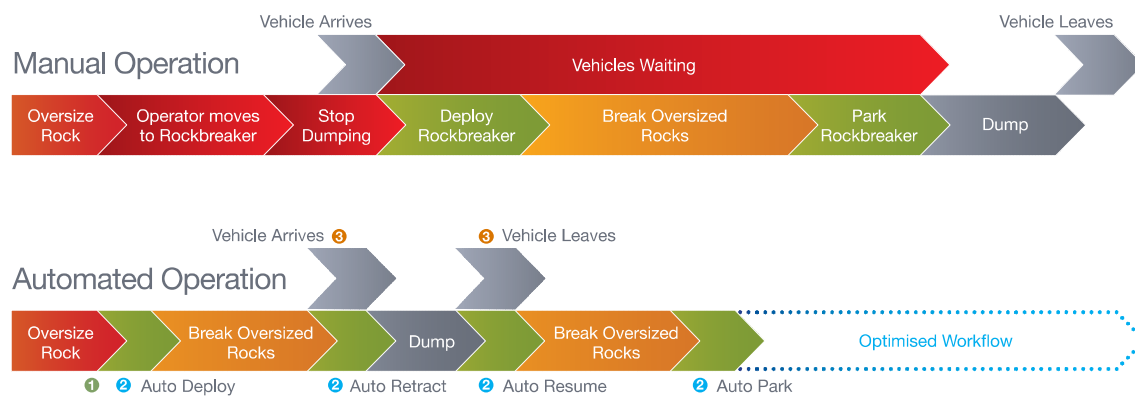 Vehicle Arrives
Vehicle Leaves
Manual Operation
Vehicles Waiting
Oversize
Rock
Operator moves
to Rockbreaker
Stop
Dumping
Deploy
Rockbreaker
Break Oversized
Rocks
Park
Rockbreaker
Dump
Vehicle Arrives 3
3 Vehicle Leaves
Automated Operation
Oversize
Rock
Break Oversized
Rocks
Dump
Break Oversized
Rocks
Optimised Workflow
1
2 Auto Deploy
2 Auto Retract
2 Auto Resume
2 Auto Park